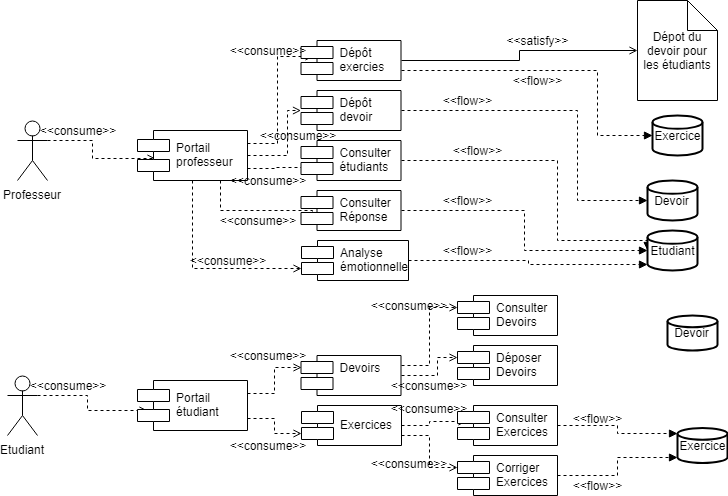 <<satisfy>>
Dépot du
devoir pour
les étudiants
<<consume>>
Dépôt
exercies
<<flow>>
<<consume>>
Dépôt
devoir
<<flow>>
Exercice
<<consume>>
Portail
professeur
Consulter
étudiants
<<flow>>
Professeur
<<consume>>
Devoir
Consulter
Réponse
<<flow>>
<<consume>>
Etudiant
Analyse
émotionnelle
<<flow>>
<<consume>>
<<consume>>
Consulter
Devoirs
Devoir
<<consume>>
Devoirs
Déposer
Devoirs
<<consume>>
<<consume>>
Portail
étudiant
Etudiant
<<consume>>
Exercices
<<consume>>
Consulter
Exercices
<<flow>>
Exercice
<<consume>>
Corriger
Exercices
<<flow>>